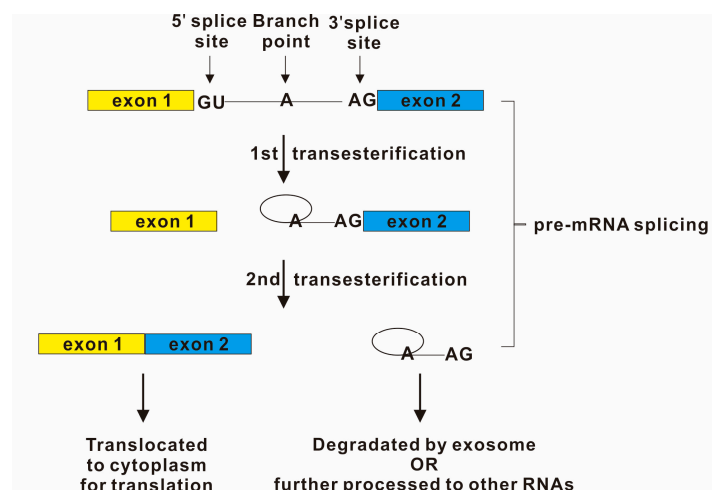 5' splice site
Branch point
3'splice site
exon 1 GU A AG exon 2
1st transesterification
exon 1 A AG exon 2
pre-mRNA splicing
2nd transesterification
exon 1 exon 2 A AG
Translocated
to cytoplasm
for translation
Degraded by exosome
OR
further processed to other RNAs